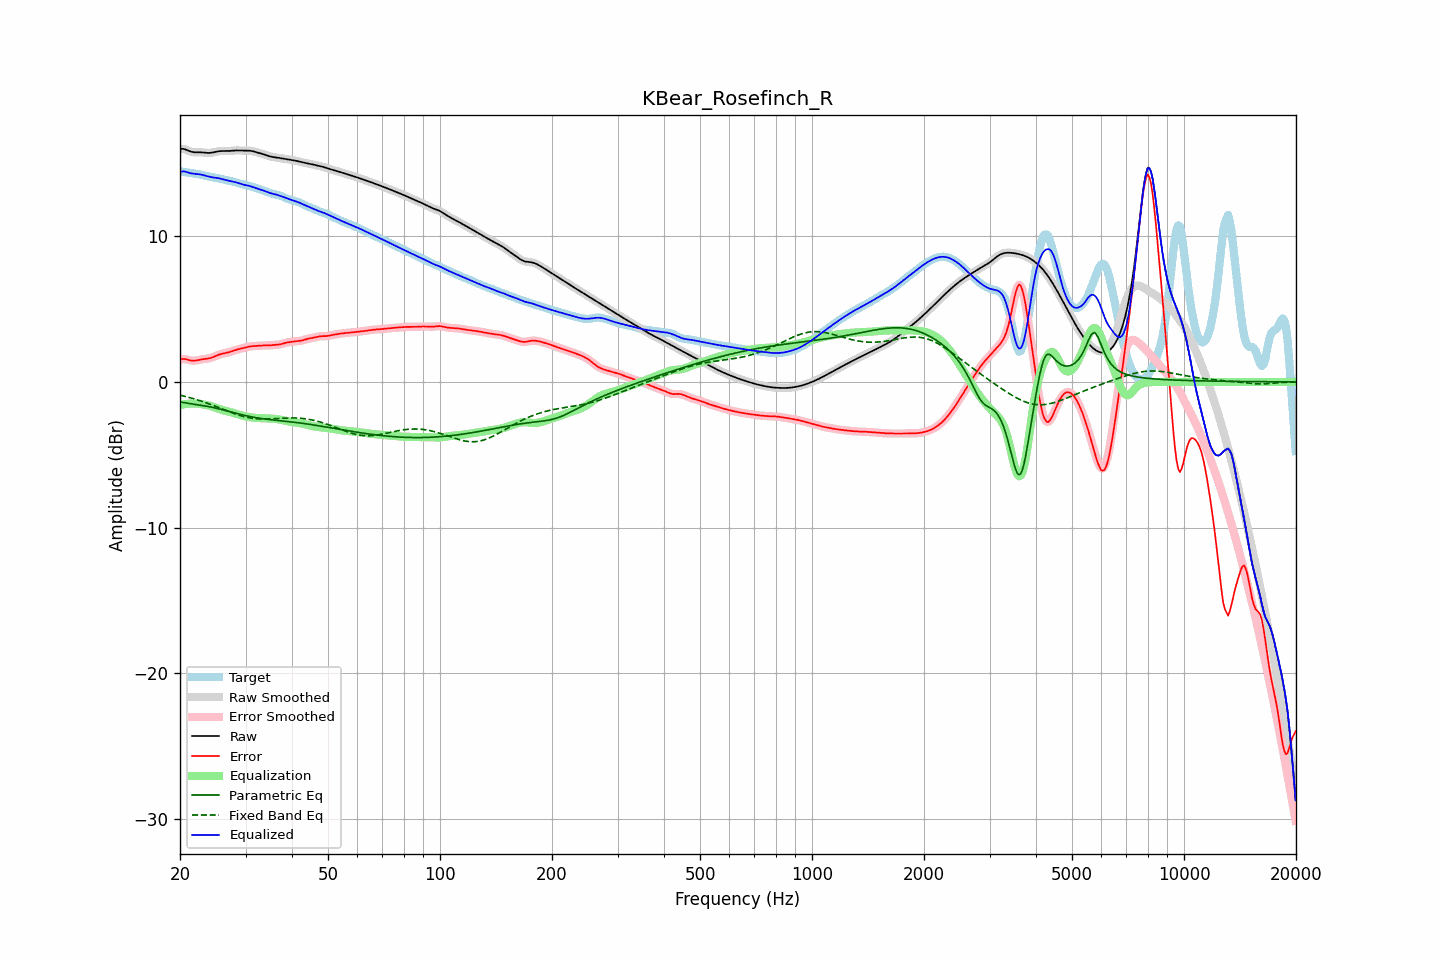 KBear_Rosefinch_R
Amplitude (dBr)
10
0
−10
−20
−30
Target
Raw Smoothed
Error Smoothed
Raw
Error
Equalization
Parametric Eq
Fixed Band Eq
Equalized
20 50 100 200 500 1000 2000 5000 10000 20000
Frequency (Hz)